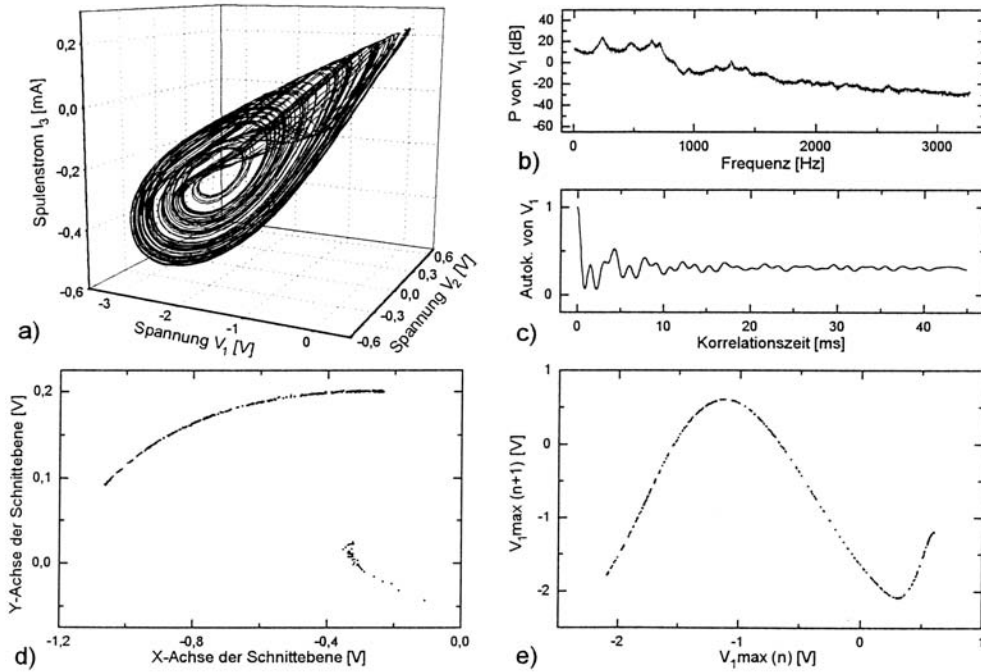 0,2
0,0
-0,2
-0,4
-0,6
Spulenstrom I3 [mA]
-3
-2
-1
0
Spannung V1 [V]
-0,6
-0,3
0,0
0,3
0,6
Spannung V2 [V]
a)
40
20
0
-20
-40
-60
P von V1 [dB]
0
1000
2000
3000
Frequenz [Hz]
b)
1
0
Autok. von V1
0
10
20
30
40
Korrelationszeit [ms]
c)
0,2
0,1
0,0
Y-Achse der Schnittebene [V]
-1,2
-0,8
-0,4
0,0
X-Achse der Schnittebene [V]
d)
1
0
-1
-2
V1max (n+1) [V]
-2
-1
0
1
V1max (n) [V]
e)